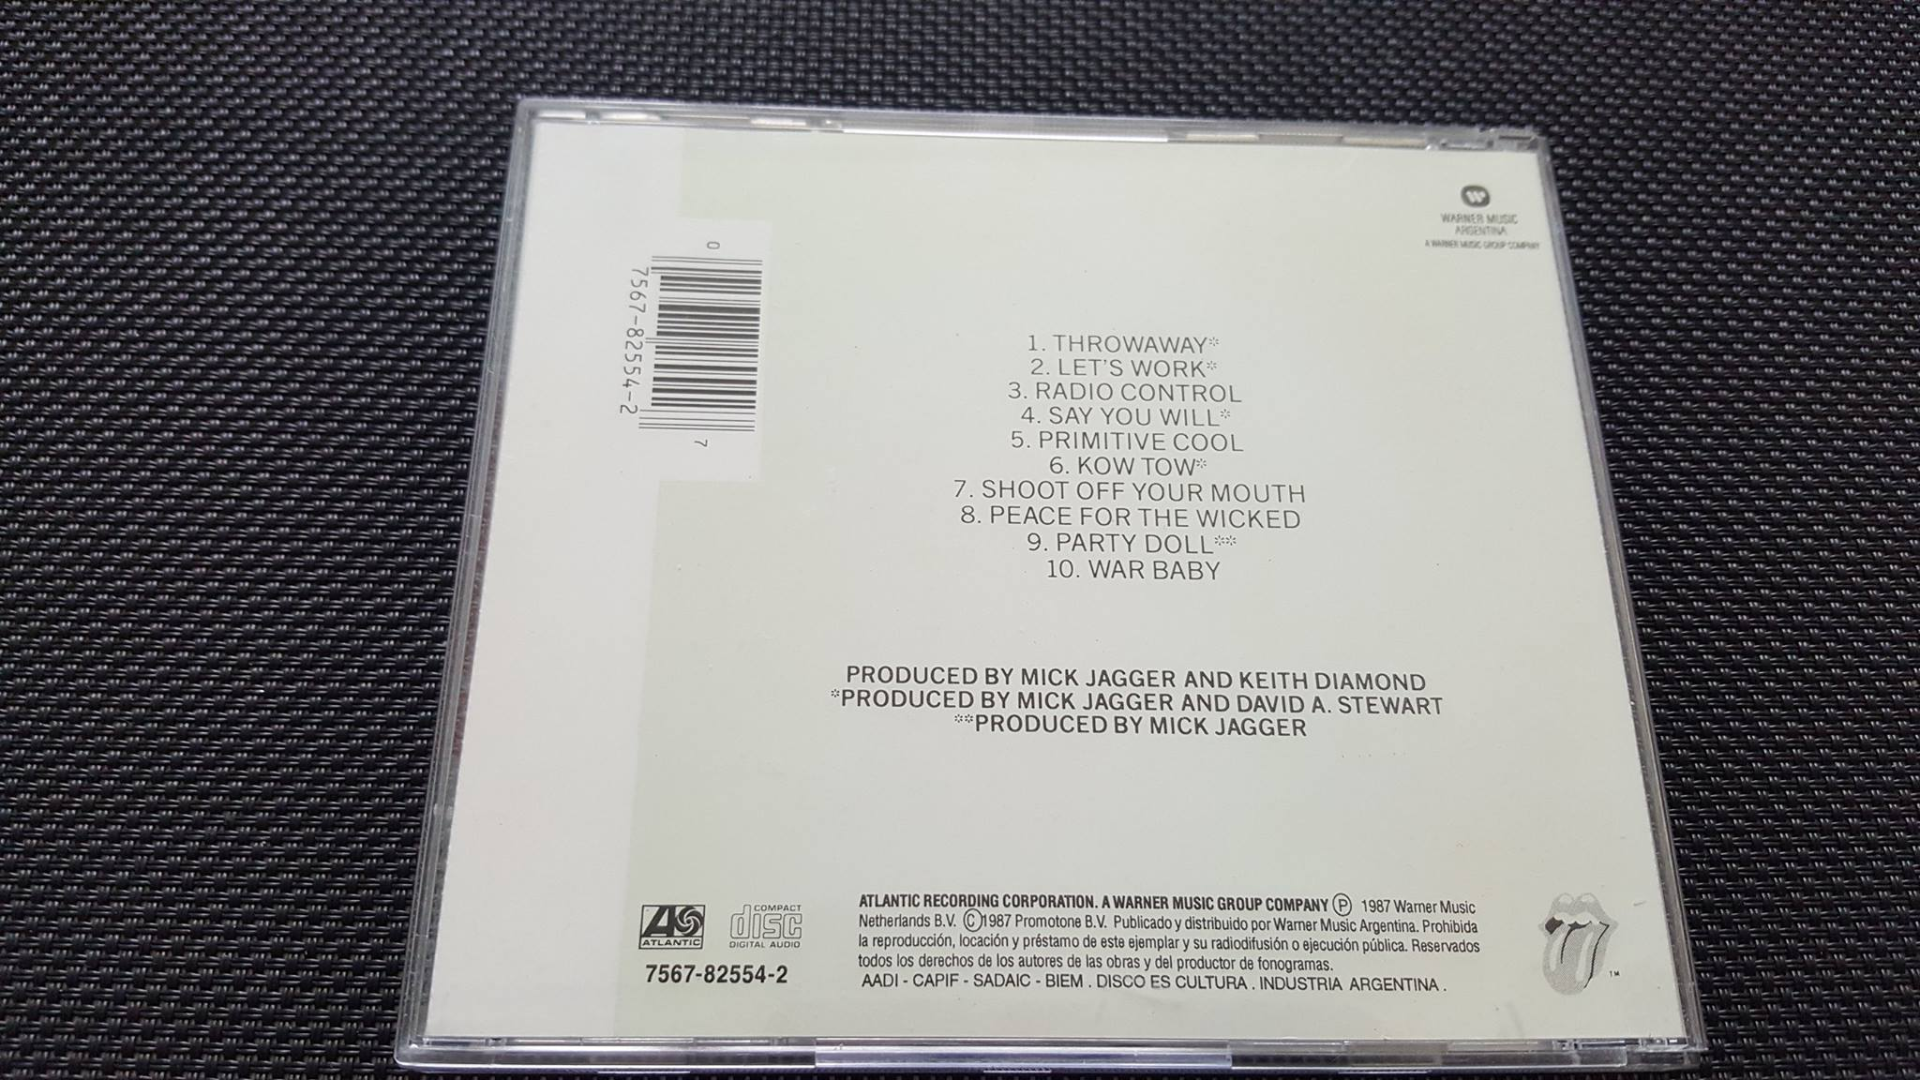 WARNER MUSIC
ARGENTINA
A WARNER MUSIC GROUP COMPANY
0
7567-82554-2
7
1. THROWAWAY*
2. LET'S WORK*
3. RADIO CONTROL
4. SAY YOU WILL*
5. PRIMITIVE COOL
6. KOW TOW*
7. SHOOT OFF YOUR MOUTH
8. PEACE FOR THE WICKED
9. PARTY DOLL**
10. WAR BABY
PRODUCED BY MICK JAGGER AND KEITH DIAMOND
*PRODUCED BY MICK JAGGER AND DAVID A. STEWART
**PRODUCED BY MICK JAGGER
ATLANTIC
COMPACT
disc
DIGITAL AUDIO
7567-82554-2
ATLANTIC RECORDING CORPORATION. A WARNER MUSIC GROUP COMPANY Ⓟ 1987 Warner Music
Netherlands B.V. ©1987 Promotone B.V. Publicado y distribuido por Warner Music Argentina. Prohibida
la reproducción, locación y préstamo de este ejemplar y su radiodifusión o ejecución pública. Reservados
todos los derechos de los autores de las obras y del productor de fonogramas.
AADI - CAPIF - SADAIC - BIEM . DISCO ES CULTURA . INDUSTRIA ARGENTINA .
TM